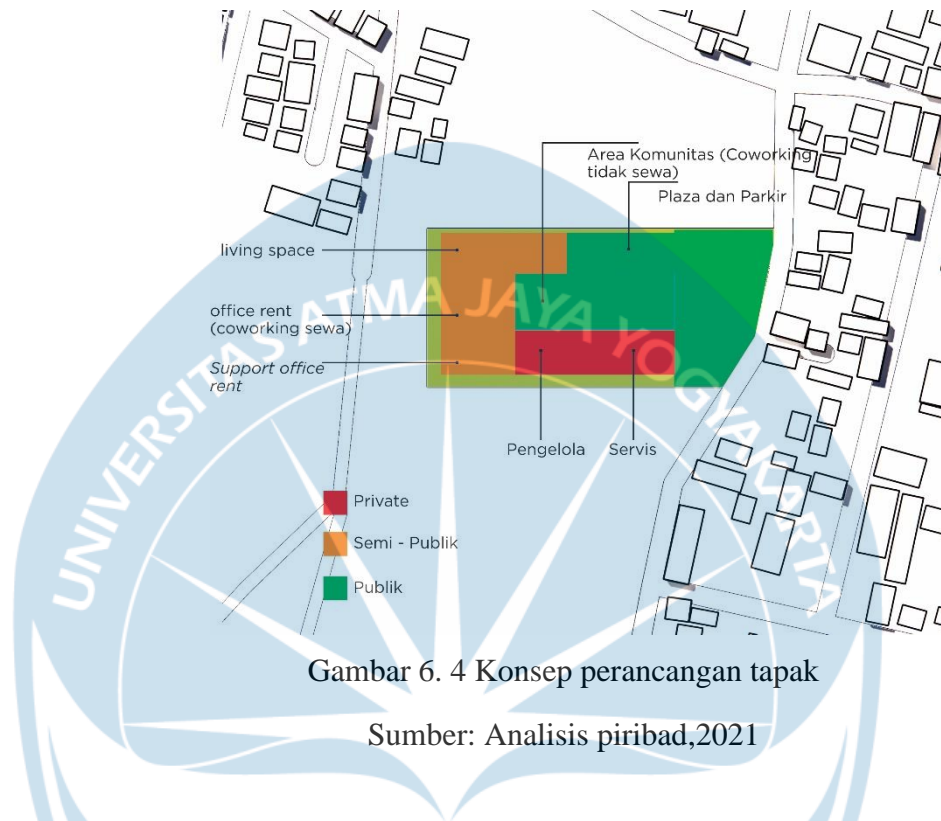 Area Komunitas (Coworking
tidak sewa)
Plaza dan Parkir
living space
office rent
(coworking sewa)
Support office
rent
Pengelola
Servis
Private
Semi - Publik
Publik
UNIVERSITAS ATMA JAYA YOGYAKARTA
Gambar 6. 4 Konsep perancangan tapak
Sumber: Analisis piribad,2021